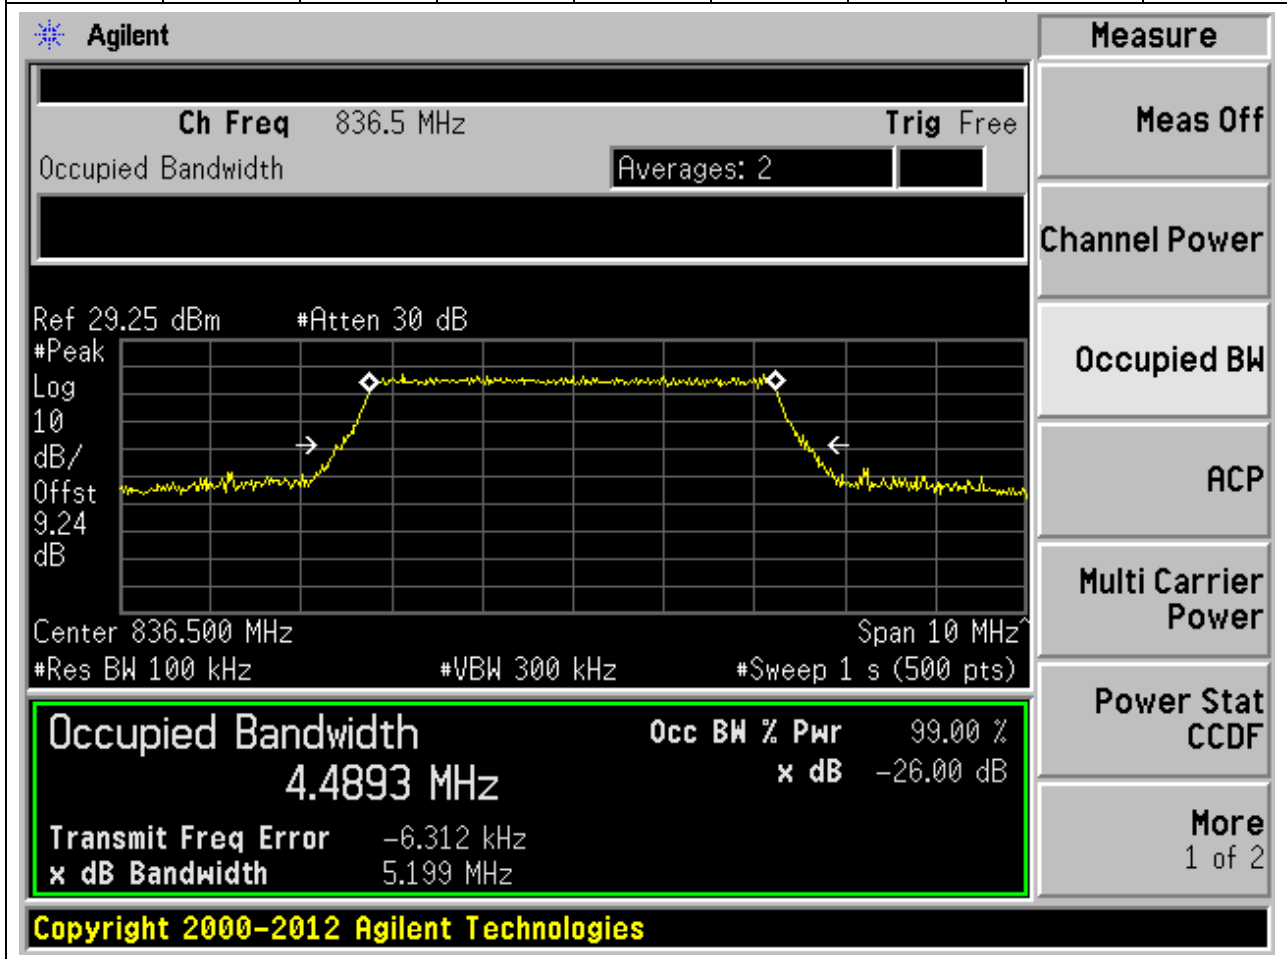 Agilent
Measure
Ch Freq 836.5 MHz Trig Free
Meas Off
Occupied Bandwidth Averages: 2
Channel Power
Ref 29.25 dBm #Atten 30 dB
#Peak
Log
10
dB/
Offst
9.24
dB
Occupied BW
ACP
Center 836.500 MHz Span 10 MHz^
#Res BW 100 kHz #VBW 300 kHz #Sweep 1 s (500 pts)
Multi Carrier
Power
Occupied Bandwidth Occ BW % Pwr 99.00 %
4.4893 MHz x dB -26.00 dB
Transmit Freq Error -6.312 kHz
x dB Bandwidth 5.199 MHz
Power Stat
CCDF
More
1 of 2
Copyright 2000-2012 Agilent Technologies